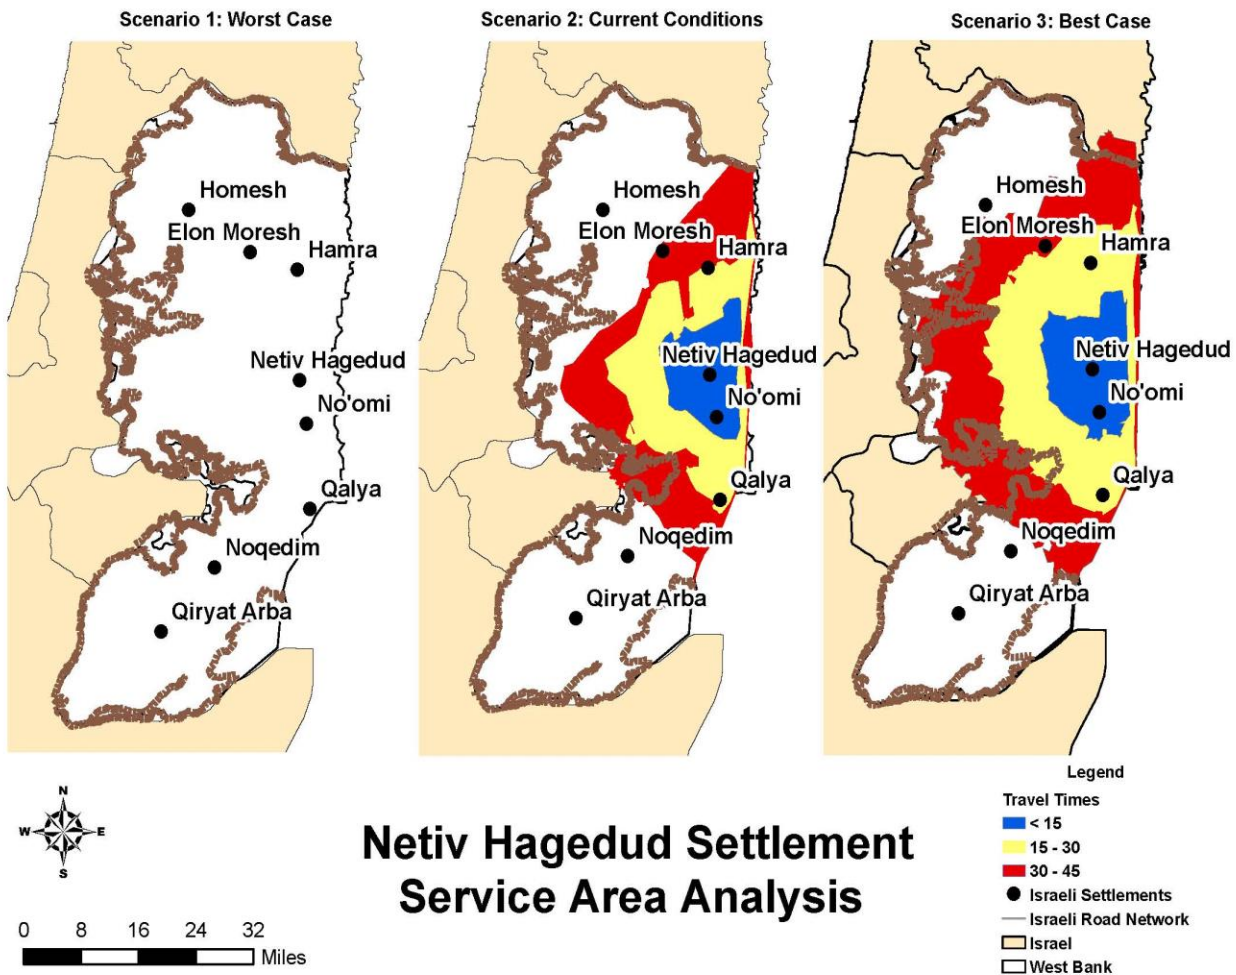 Scenario 1: Worst Case
Scenario 2: Current Conditions
Scenario 3: Best Case
Homesh
Elon Moresh
Hamra
Netiv Hagedud
No'omi
Qalya
Noqedim
Qiryat Arba
Homesh
Elon Moresh
Hamra
Netiv Hagedud
No'omi
Qalya
Noqedim
Qiryat Arba
Homesh
Elon Moresh
Hamra
Netiv Hagedud
No'omi
Qalya
Noqedim
Qiryat Arba
N
W E
S
0 8 16 24 32
Miles
Netiv Hagedud Settlement
Service Area Analysis
Legend
Travel Times
< 15
15 - 30
30 - 45
Israeli Settlements
Israeli Road Network
Israel
West Bank